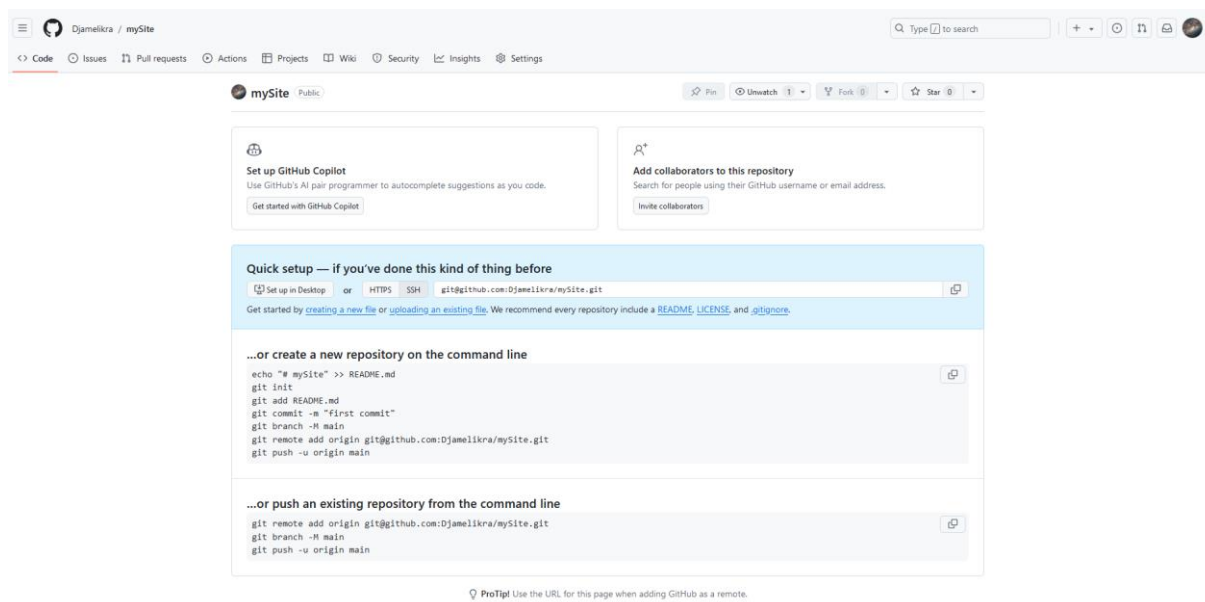 Djamelikra / mySite
Type / to search
Code Issues Pull requests Actions Projects Wiki Security Insights Settings
mySite Public
Pin Unwatch 1 Fork 0 Star 0
Set up GitHub Copilot
Use GitHub's AI pair programmer to autocomplete suggestions as you code.
Get started with GitHub Copilot
Add collaborators to this repository
Search for people using their GitHub username or email address.
Invite collaborators
Quick setup — if you've done this kind of thing before
Set up in Desktop or HTTPS SSH git@github.com:Djamelikra/mySite.git
Get started by creating a new file or uploading an existing file. We recommend every repository include a README, LICENSE, and .gitignore.
...or create a new repository on the command line
echo "# mySite" >> README.md
git init
git add README.md
git commit -m "first commit"
git branch -M main
git remote add origin git@github.com:Djamelikra/mySite.git
git push -u origin main
...or push an existing repository from the command line
git remote add origin git@github.com:Djamelikra/mySite.git
git branch -M main
git push -u origin main
ProTip! Use the URL for this page when adding GitHub as a remote.